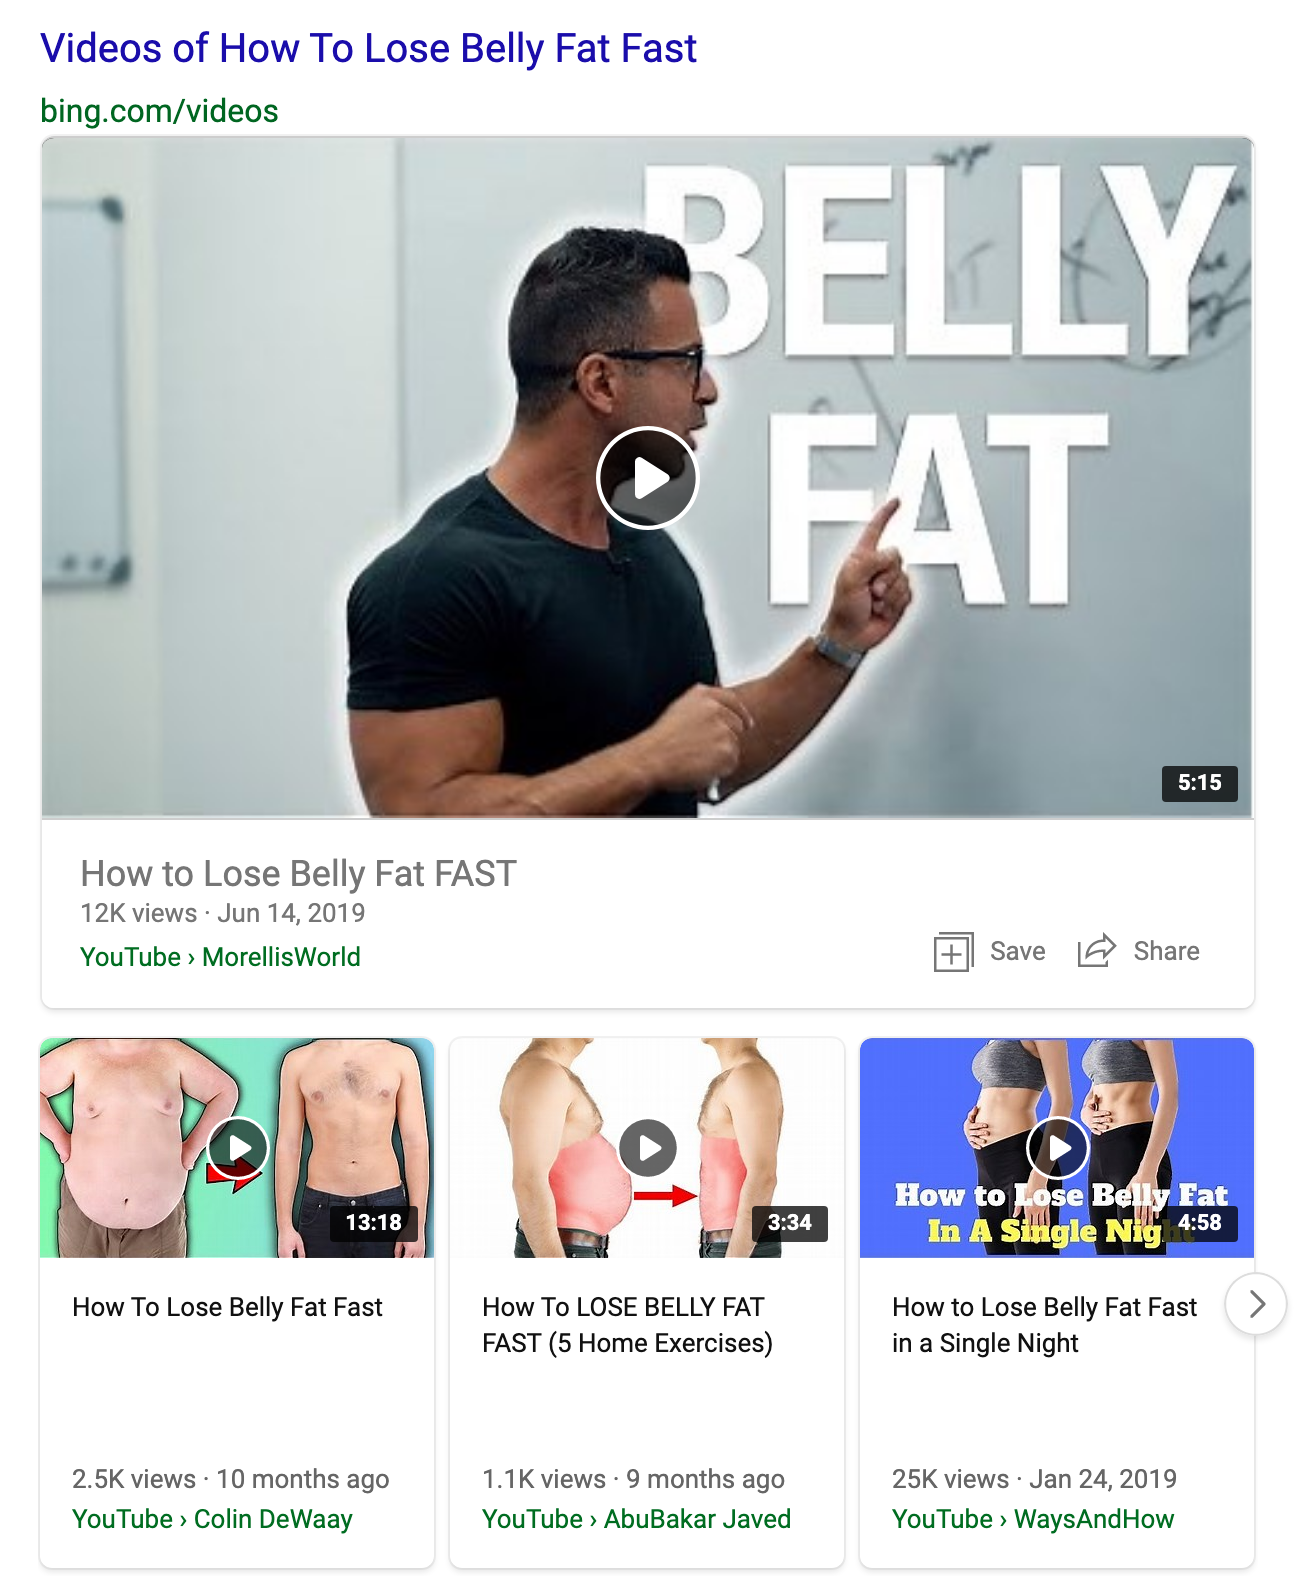 Videos of How To Lose Belly Fat Fast
bing.com/videos
BELLY
FAT
5:15
How to Lose Belly Fat FAST
12K views · Jun 14, 2019
YouTube › MorellisWorld
Save
Share
13:18
How To Lose Belly Fat Fast
2.5K views · 10 months ago
YouTube › Colin DeWaay
3:34
How To LOSE BELLY FAT
FAST (5 Home Exercises)
1.1K views · 9 months ago
YouTube › AbuBakar Javed
How to Lose Belly Fat
In A Single Night
4:58
How to Lose Belly Fat Fast
in a Single Night
25K views · Jan 24, 2019
YouTube › WaysAndHow